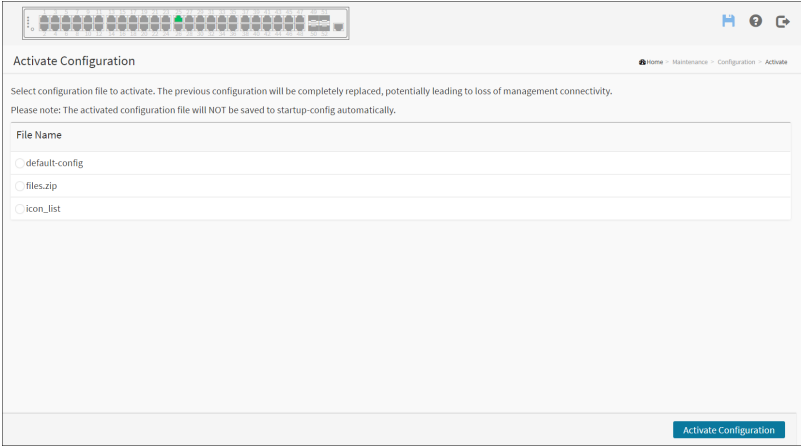 Activate Configuration
Home > Maintenance > Configuration > Activate
Select configuration file to activate. The previous configuration will be completely replaced, potentially leading to loss of management connectivity.
Please note: The activated configuration file will NOT be saved to startup-config automatically.
File Name
default-config
files.zip
icon_list
Activate Configuration